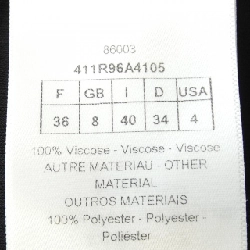 86003
411R96A4105
F GB I D USA
36 8 40 34 4
100% Viscose - Viscose - Viscose
AUTRE MATERIAU - OTHER
MATERIAL
OUTROS MATERIAIS
100% Polyester - Polyester -
Poliéster